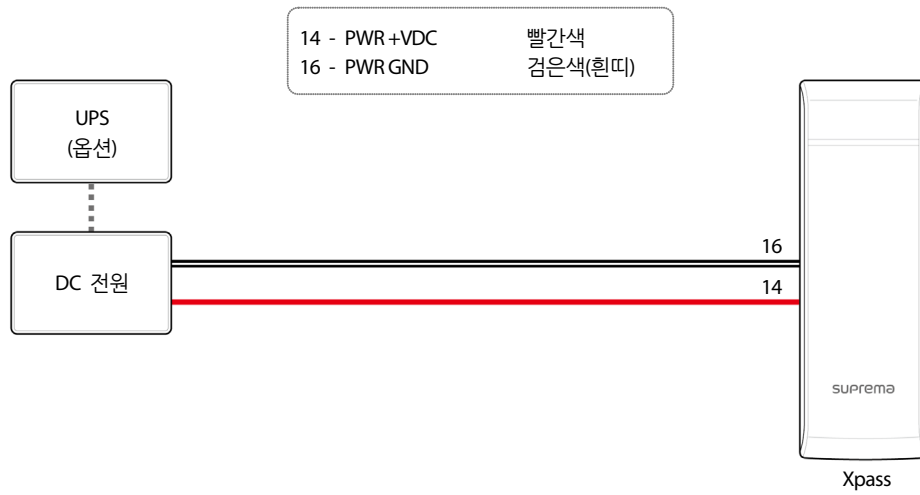 14 - PWR +VDC 빨간색
16 - PWR GND 검은색(흰띠)
UPS
(옵션)
DC 전원
16
14
suprema
Xpass